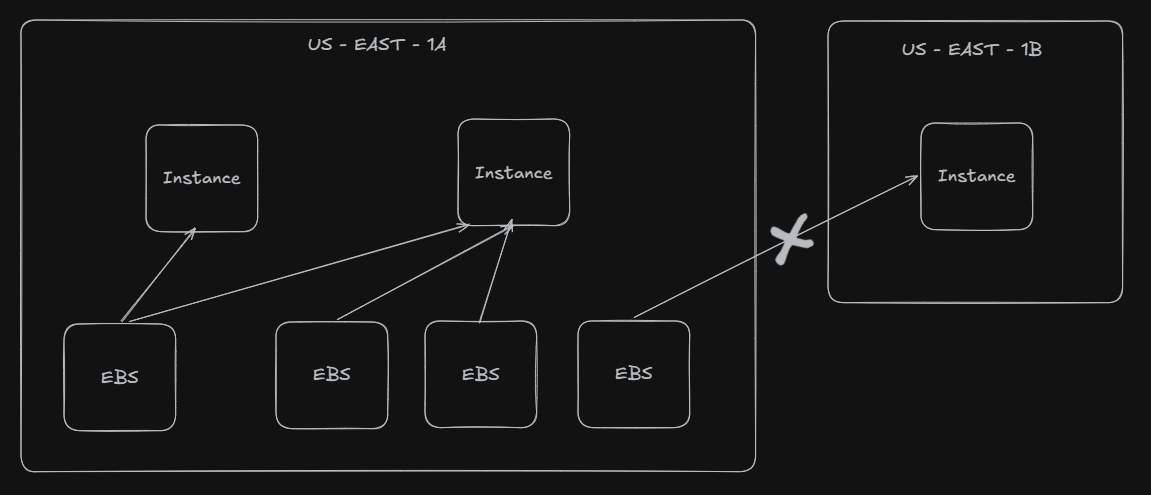 US - EAST - 1A
US - EAST - 1B
Instance
Instance
Instance
EBS
EBS
EBS
EBS